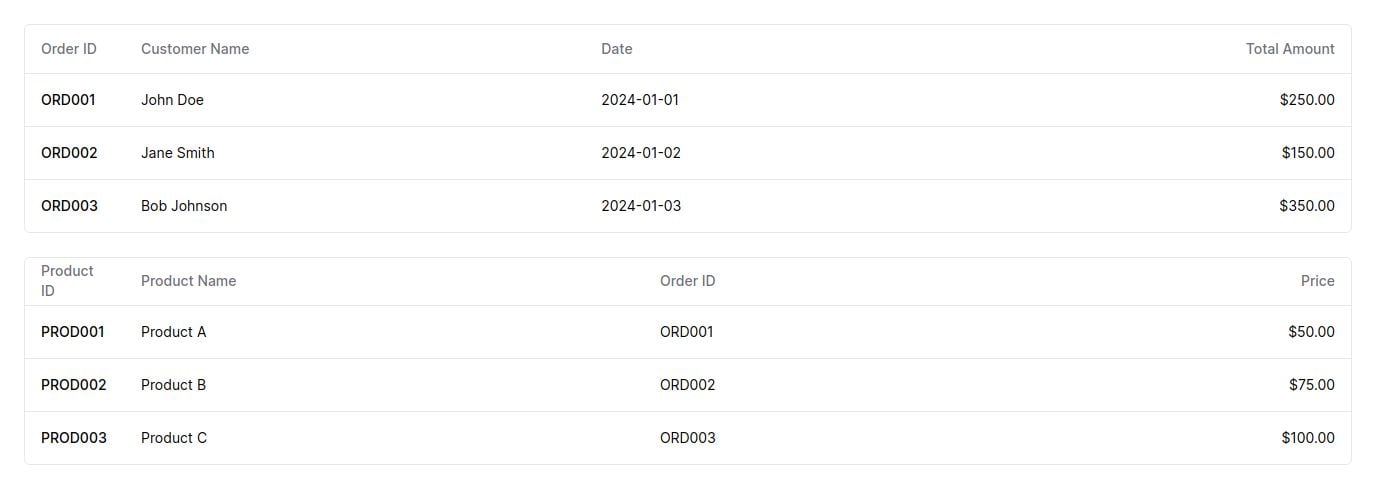 Order ID Customer Name Date Total Amount
ORD001 John Doe 2024-01-01 $250.00
ORD002 Jane Smith 2024-01-02 $150.00
ORD003 Bob Johnson 2024-01-03 $350.00
Product
ID Product Name Order ID Price
PROD001 Product A ORD001 $50.00
PROD002 Product B ORD002 $75.00
PROD003 Product C ORD003 $100.00